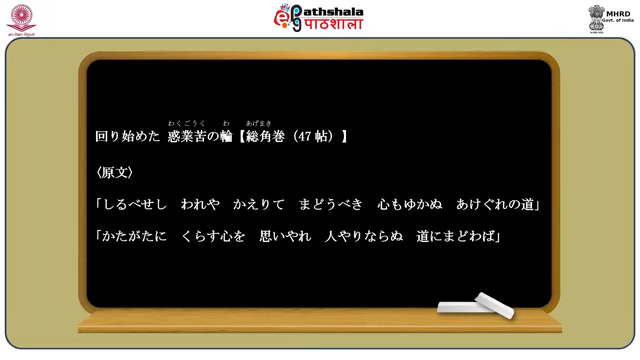 ePathshala
पाठशाला
MHRD
Govt. of India
わくごうく わ あげまき
回り始めた 惑業苦の輪【総角巻（47 帖）】
〈原文〉
「しるべせし われや かえりて まどうべき 心もゆかぬ あけぐれの道」
「かたがたに くらす心を 思いやれ 人やりならぬ 道にまどわば」